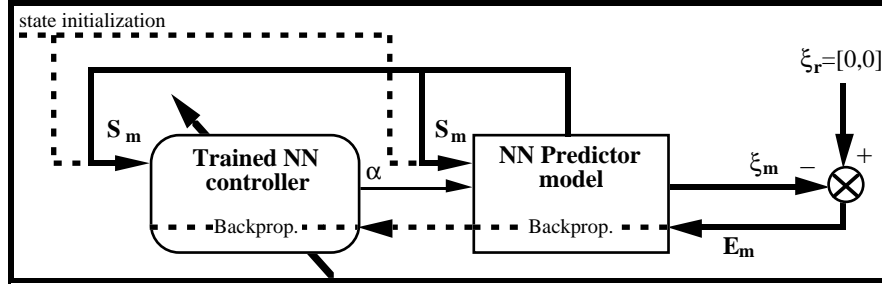 state initialization
ξr=[0,0]
Sm
Trained NN
controller
α
Sm
NN Predictor
model
ξm
−
+
Backprop.
Backprop.
Em